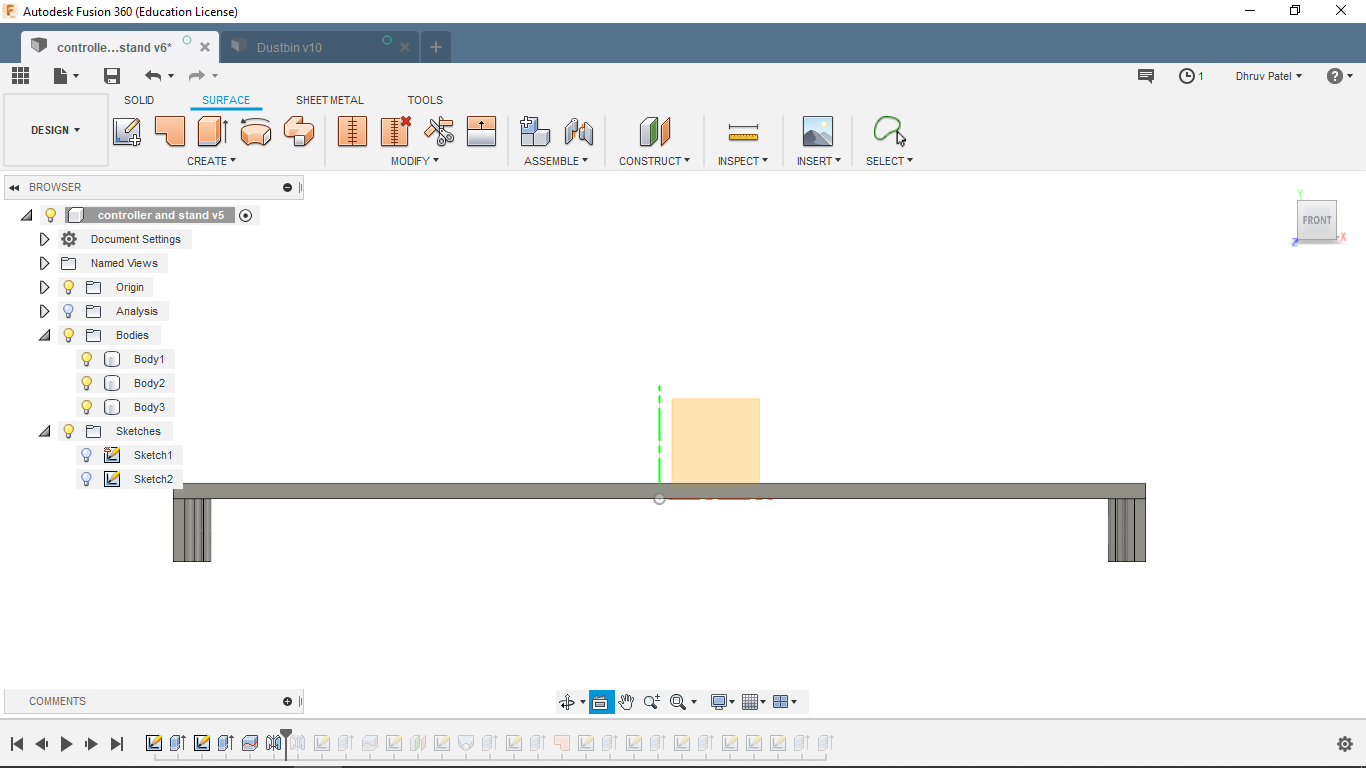 Autodesk Fusion 360 (Education License)
controlle...stand v6*
Dustbin v10
1
Dhruv Patel
DESIGN
SOLID SURFACE SHEET METAL TOOLS
CREATE MODIFY ASSEMBLE CONSTRUCT INSPECT INSERT SELECT
BROWSER
controller and stand v5
Document Settings
Named Views
Origin
Analysis
Bodies
Body1
Body2
Body3
Sketches
Sketch1
Sketch2
Y
FRONT
X
Z
COMMENTS